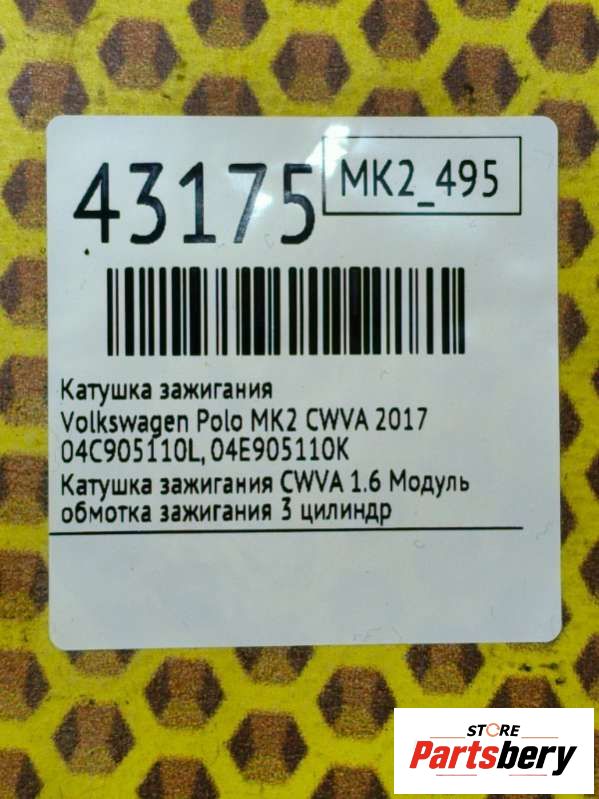 43175
MK2_495
Катушка зажигания
Volkswagen Polo MK2 CWVA 2017
04C905110L, 04E905110K
Катушка зажигания CWVA 1.6 Модуль
обмотка зажигания 3 цилиндр
STORE
Partsbery